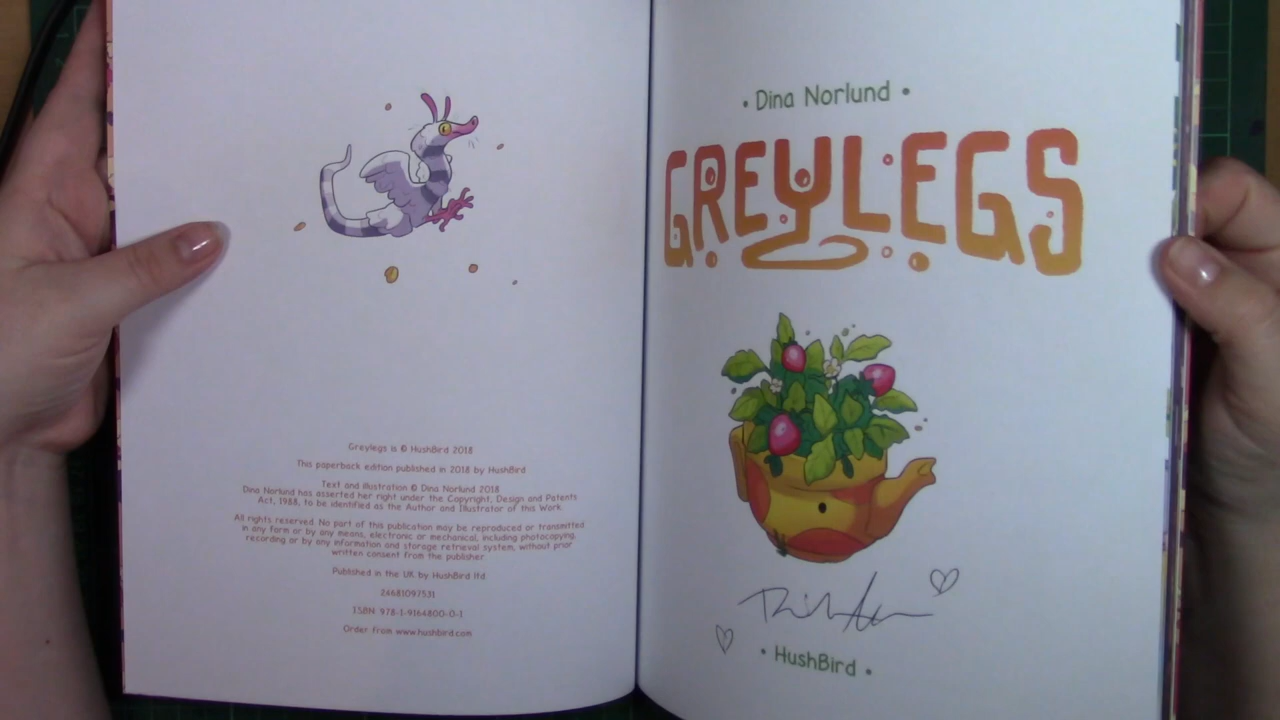 Greylegs is © HushBird 2018
This paperback edition published in 2018 by HushBird
Text and illustration © Dina Norlund 2018
Dina Norlund has asserted her right under the Copyright, Design and Patents
Act, 1988, to be identified as the Author and Illustrator of this Work.
All rights reserved. No part of this publication may be reproduced or transmitted
in any form or by any means, electronic or mechanical, including photocopying,
recording or by any information and storage retrieval system, without prior
written consent from the publisher.
Published in the UK by HushBird ltd.
24681097531
ISBN: 978-1-9164800-0-1
Order from www.hushbird.com
• Dina Norlund •
GREYLEGS
• HushBird •